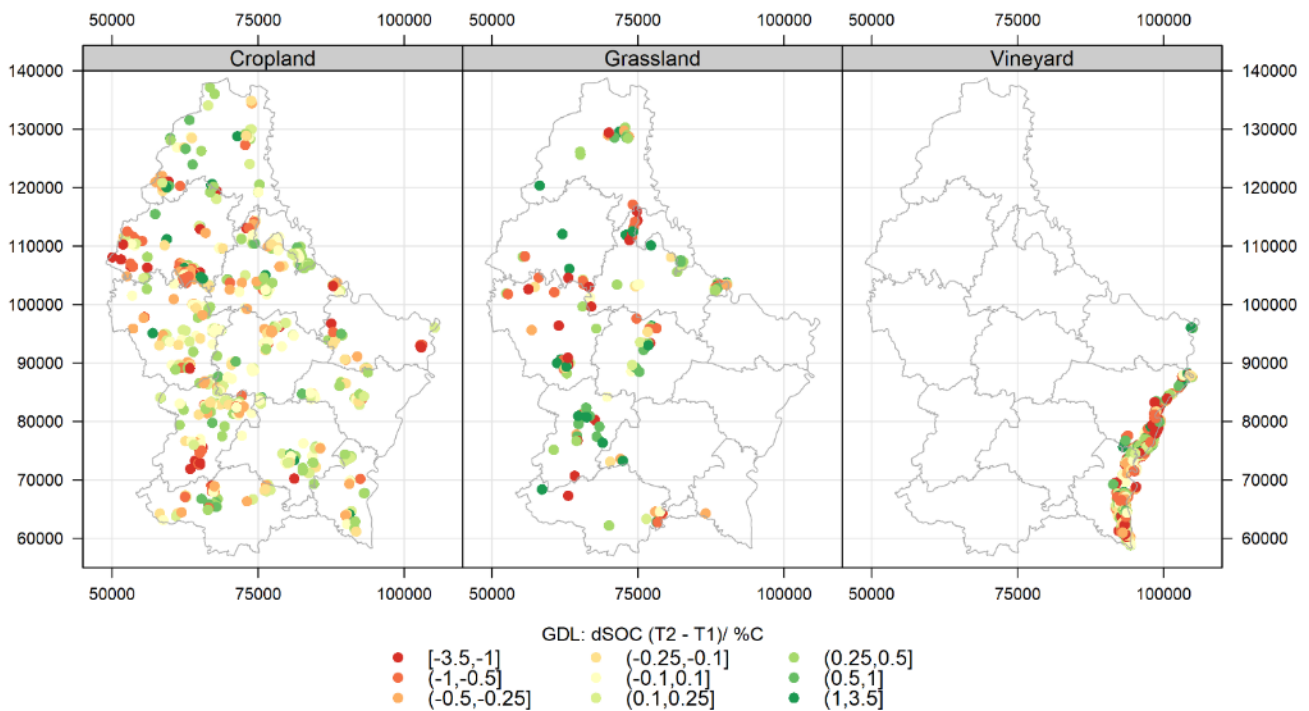 50000 75000 100000 50000 75000 100000 50000 75000 100000
Cropland Grassland Vineyard
140000 140000
130000 130000
120000 120000
110000 110000
100000 100000
90000 90000
80000 80000
70000 70000
60000 60000
50000 75000 100000 50000 75000 100000 50000 75000 100000
GDL: dSOC (T2 - T1)/ %C
[-3.5,-1] (-0.25,-0.1] (0.25,0.5]
(-1,-0.5] (-0.1,0.1] (0.5,1]
(-0.5,-0.25] (0.1,0.25] (1,3.5]